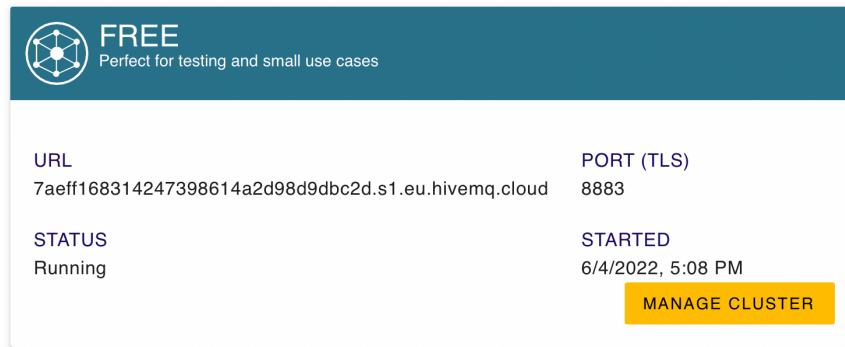 FREE
Perfect for testing and small use cases
URL
7aeff168314247398614a2d98d9dbc2d.s1.eu.hivemq.cloud
PORT (TLS)
8883
STATUS
Running
STARTED
6/4/2022, 5:08 PM
MANAGE CLUSTER